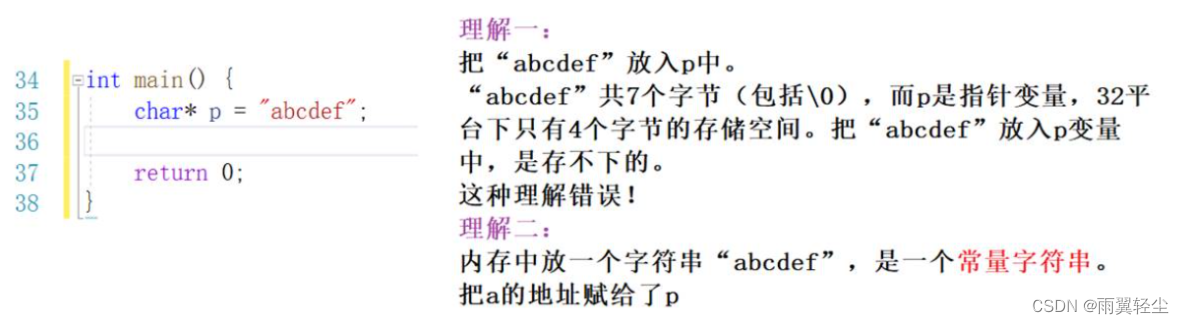 34 int main() {
35 char* p = "abcdef";
36
37 return 0;
38 }
理解一：
把“abcdef”放入p中。
“abcdef”共7个字节（包括\0），而p是指针变量，32平
台下只有4个字节的存储空间。把“abcdef”放入p变量
中，是存不下的。
这种理解错误！
理解二：
内存中放一个字符串“abcdef”，是一个常量字符串。
把a的地址赋给了p
CSDN @雨翼轻尘